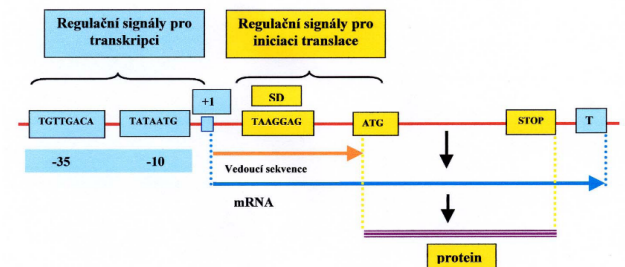 Regulační signály pro
transkripci
Regulační signály pro
iniciaci translace
+1
SD
TGTTGACA
TATAATG
TAAGGAG
ATG
STOP
T
-35
-10
Vedoucí sekvence
mRNA
protein